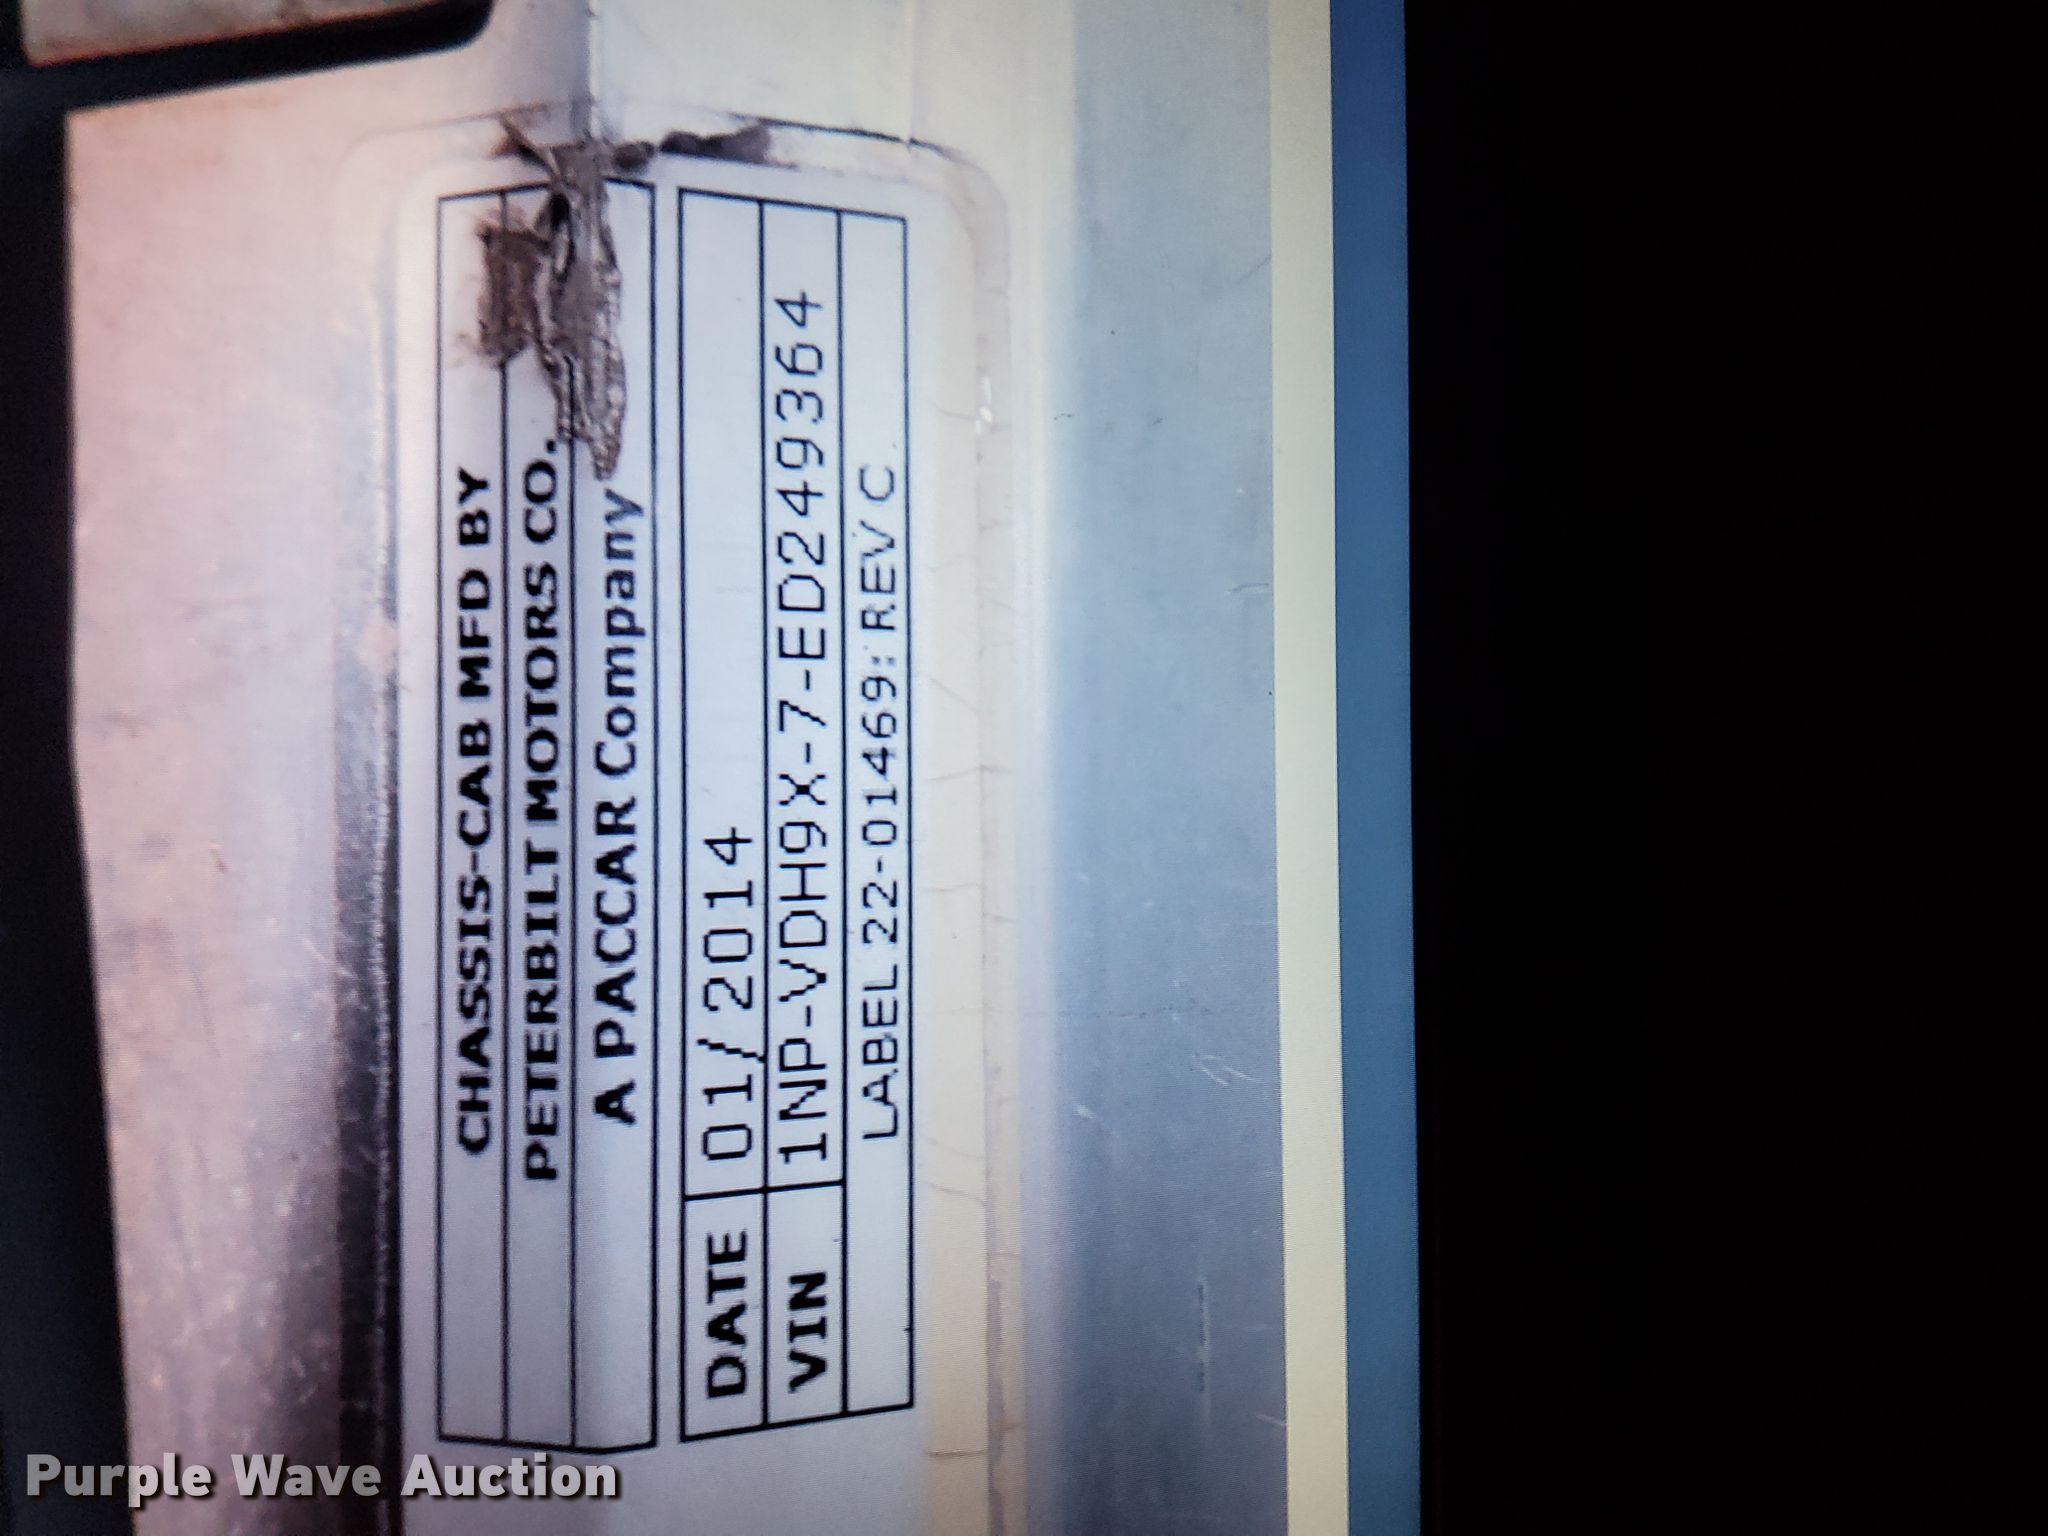 CHASSIS-CAB MFD BY
PETERBILT MOTORS CO.
A PACCAR Company
DATE 01/2014
VIN 1NP-VDH9X-7-ED249364
LABEL 22-01469: REV C
Purple Wave Auction